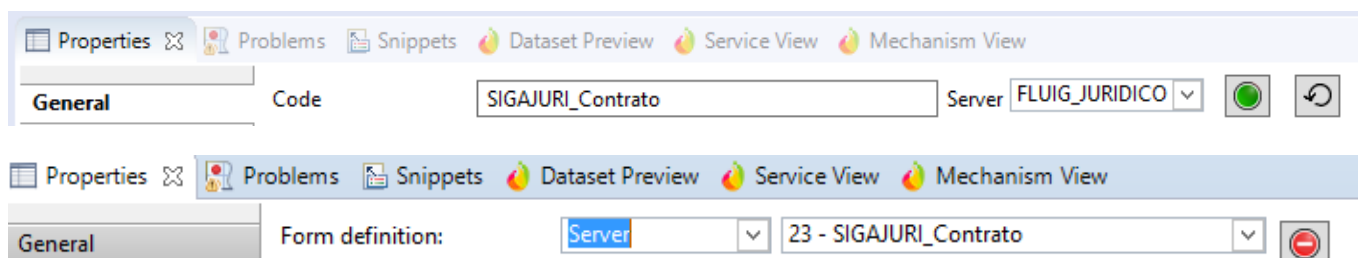 Properties Problems Snippets Dataset Preview Service View Mechanism View
General Code SIGAJURI_Contrato Server FLUIG_JURIDICO
Properties Problems Snippets Dataset Preview Service View Mechanism View
General Form definition: Server 23 - SIGAJURI_Contrato